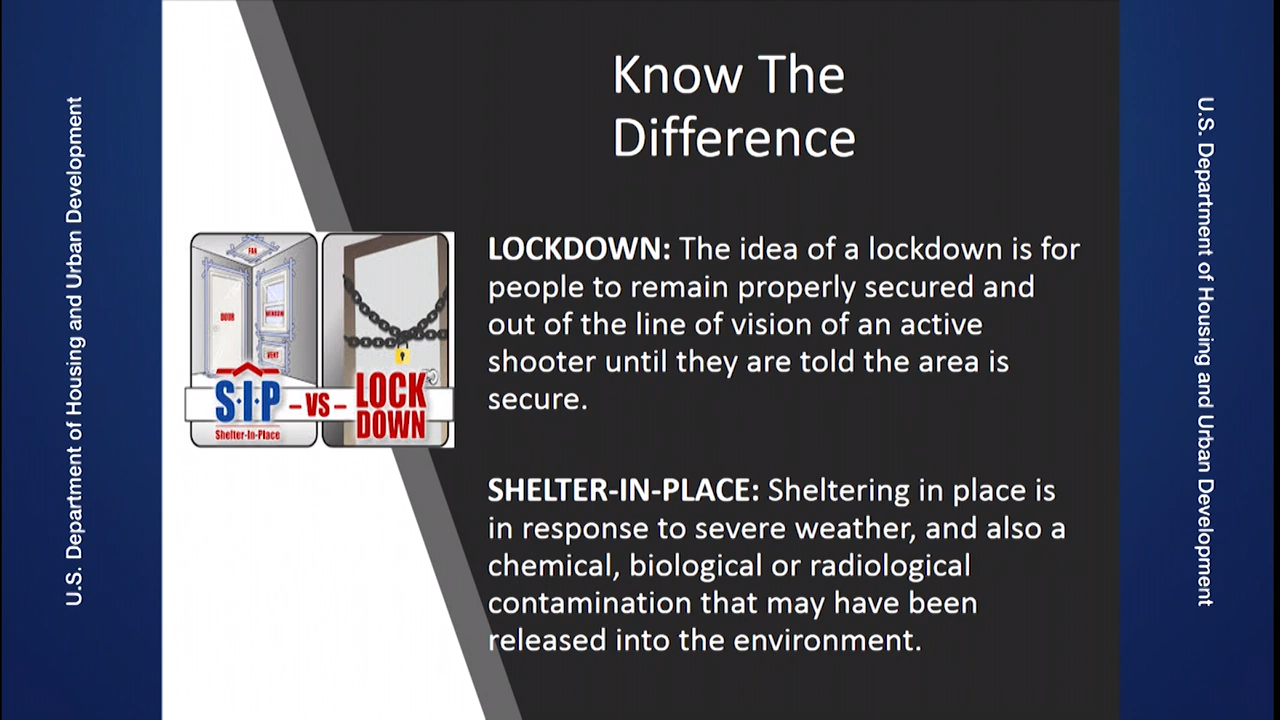 U.S. Department of Housing and Urban Development
Know The
Difference
FAN
DOOR
WINDOW
VENT
S·I·P
Shelter-In-Place
– VS –
LOCK
DOWN
LOCKDOWN: The idea of a lockdown is for
people to remain properly secured and
out of the line of vision of an active
shooter until they are told the area is
secure.
SHELTER-IN-PLACE: Sheltering in place is
in response to severe weather, and also a
chemical, biological or radiological
contamination that may have been
released into the environment.
U.S. Department of Housing and Urban Development